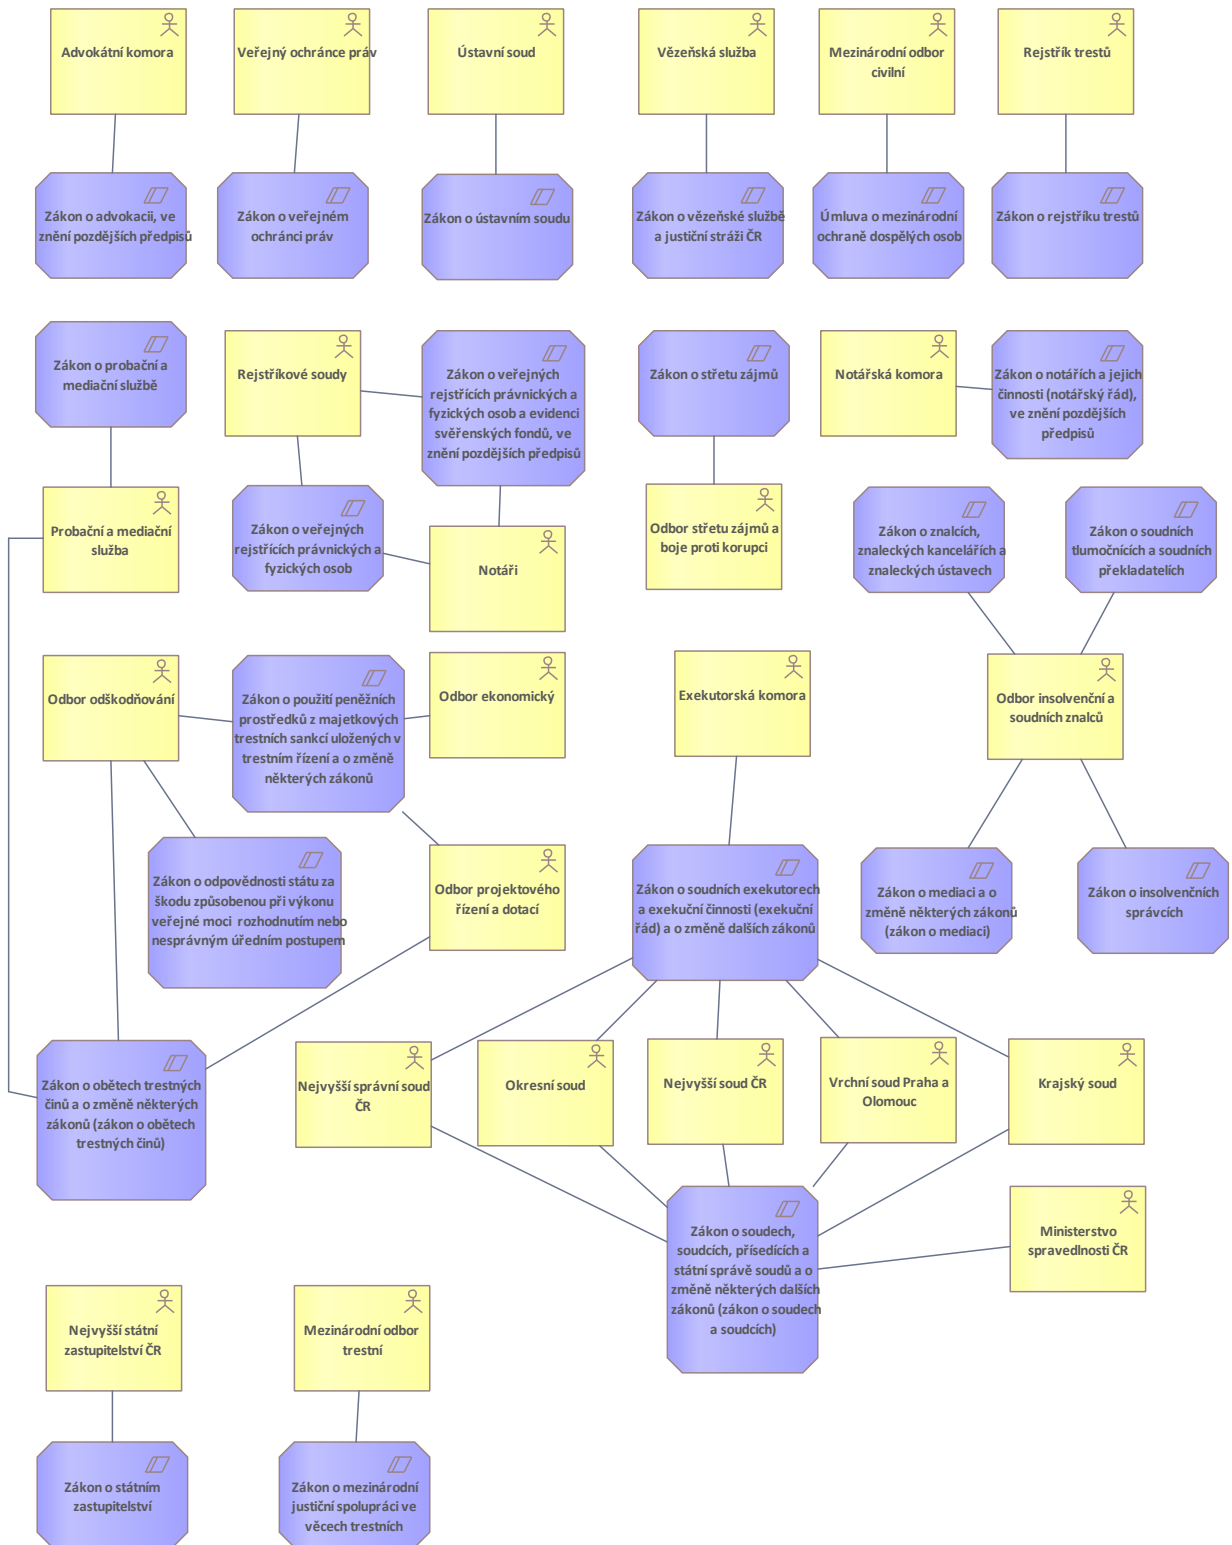 Advokátní komora
Veřejný ochránce práv
Ústavní soud
Vězeňská služba
Mezinárodní odbor
civilní
Rejstřík trestů
Zákon o advokacii, ve
znění pozdějších předpisů
Zákon o veřejném
ochránci práv
Zákon o ústavním soudu
Zákon o vězeňské službě
a justiční stráži ČR
Úmluva o mezinárodní
ochraně dospělých osob
Zákon o rejstříku trestů
Zákon o probační a
mediační službě
Rejstříkové soudy
Zákon o veřejných
rejstřících právnických a
fyzických osob a evidenci
svěřenských fondů, ve
znění pozdějších předpisů
Zákon o střetu zájmů
Notářská komora
Zákon o notářích a jejich
činnosti (notářský řád),
ve znění pozdějších
předpisů
Probační a mediační
služba
Zákon o veřejných
rejstřících právnických a
fyzických osob
Notáři
Odbor střetu zájmů a
boje proti korupci
Zákon o znalcích,
znaleckých kancelářích a
znaleckých ústavech
Zákon o soudních
tlumočnících a soudních
překladatelích
Odbor odškodňování
Zákon o použití peněžních
prostředků z majetkových
trestních sankcí uložených v
trestním řízení a o změně
některých zákonů
Odbor ekonomický
Exekutorská komora
Odbor insolvenční a
soudních znalců
Zákon o odpovědnosti státu za
škodu způsobenou při výkonu
veřejné moci  rozhodnutím nebo
nesprávným úředním postupem
Odbor projektového
řízení a dotací
Zákon o soudních exekutorech
a exekuční činnosti (exekuční
řád) a o změně dalších zákonů
Zákon o mediaci a o
změně některých zákonů
(zákon o mediaci)
Zákon o insolvenčních
správcích
Zákon o obětech trestných
činů a o změně některých
zákonů (zákon o obětech
trestných činů)
Nejvyšší správní soud
ČR
Okresní soud
Nejvyšší soud ČR
Vrchní soud Praha a
Olomouc
Krajský soud
Zákon o soudech,
soudcích, přísedících a
státní správě soudů a o
změně některých dalších
zákonů (zákon o soudech
a soudcích)
Ministerstvo
spravedlnosti ČR
Nejvyšší státní
zastupitelství ČR
Mezinárodní odbor
trestní
Zákon o státním
zastupitelství
Zákon o mezinárodní
justiční spolupráci ve
věcech trestních